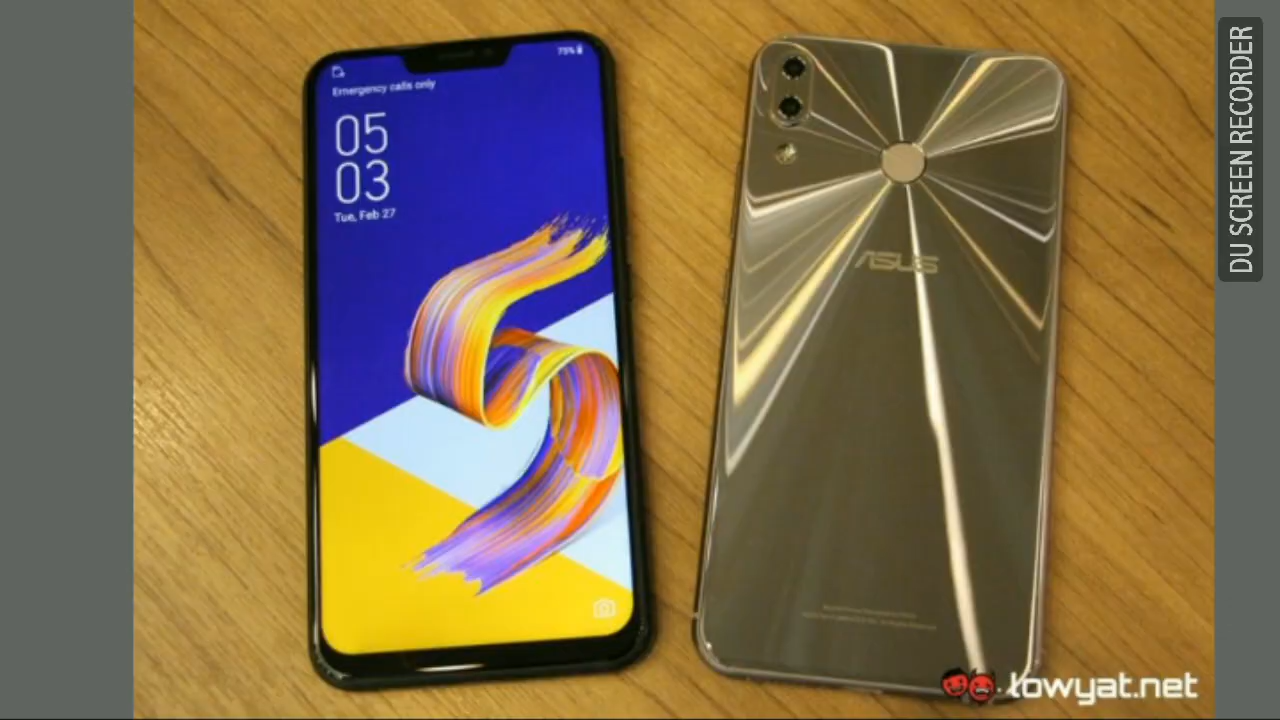 75%
Emergency calls only
05
03
Tue, Feb 27
ASUS
lowyat.net
DU SCREEN RECORDER